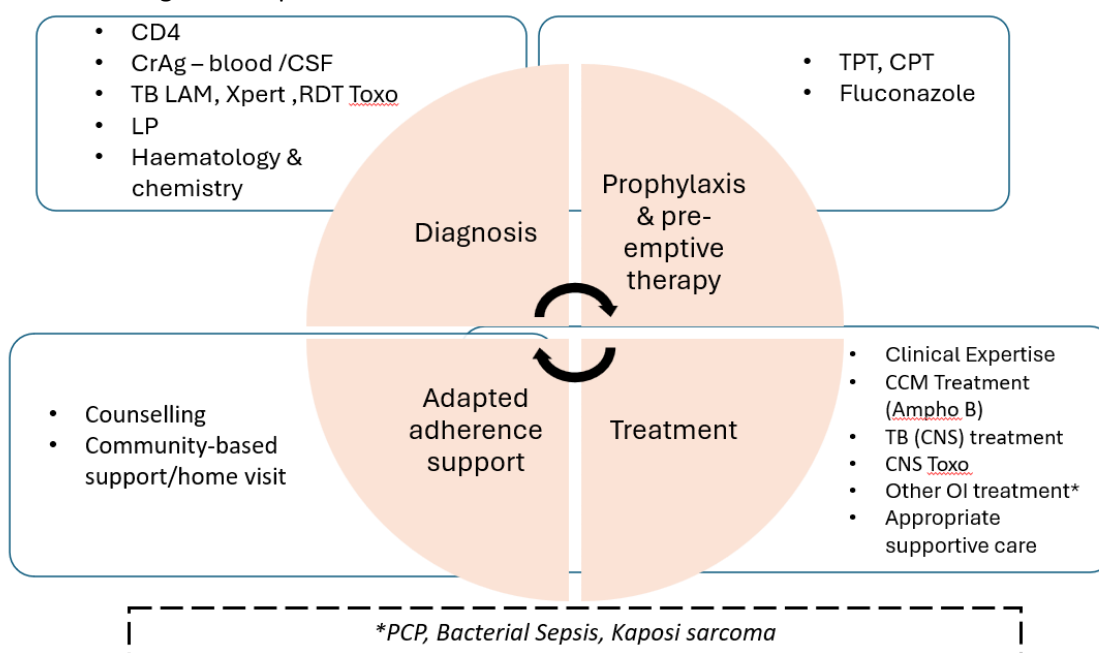 • CD4
• CrAg – blood /CSF
• TB LAM, Xpert ,RDT Toxo
• LP
• Haematology &
chemistry
• TPT, CPT
• Fluconazole
Diagnosis
Prophylaxis
& pre-
emptive
therapy
• Counselling
• Community-based
support/home visit
Adapted
adherence
support
Treatment
• Clinical Expertise
• CCM Treatment
(Ampho B)
• TB (CNS) treatment
• CNS Toxo
• Other OI treatment*
• Appropriate
supportive care
*PCP, Bacterial Sepsis, Kaposi sarcoma